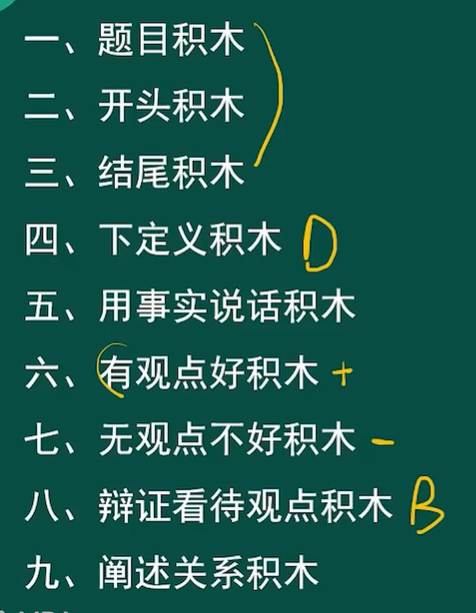 一、题目积木
二、开头积木
三、结尾积木
四、下定义积木 D
五、用事实说话积木
六、(有观点好积木 +
七、无观点不好积木 -
八、辩证看待观点积木 B
九、阐述关系积木